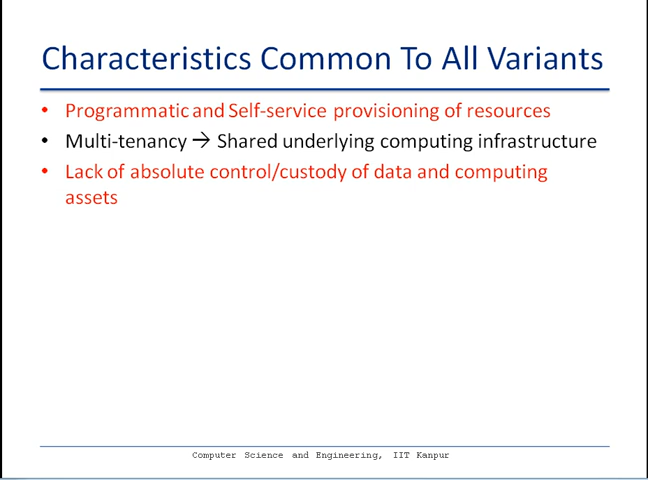 Characteristics Common To All Variants
• Programmatic and Self-service provisioning of resources
• Multi-tenancy → Shared underlying computing infrastructure
• Lack of absolute control/custody of data and computing
assets
Computer Science and Engineering, IIT Kanpur